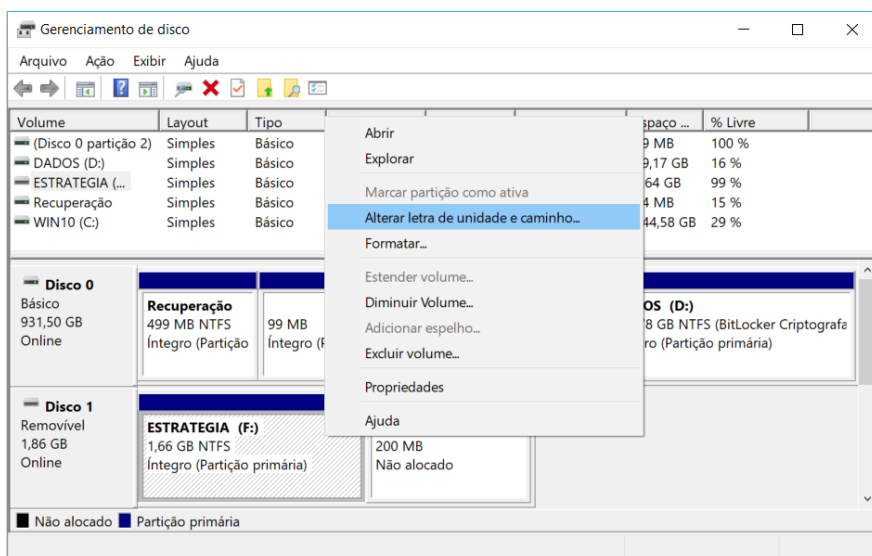 Gerenciamento de disco
Arquivo Ação Exibir Ajuda
Volume Layout Tipo spaço ... % Livre
(Disco 0 partição 2) Simples Básico 9 MB 100 %
DADOS (D:) Simples Básico 9,17 GB 16 %
ESTRATEGIA (... Simples Básico 64 GB 99 %
Recuperação Simples Básico 4 MB 15 %
WIN10 (C:) Simples Básico 44,58 GB 29 %
Abrir
Explorar
Marcar partição como ativa
Alterar letra de unidade e caminho...
Formatar...
Estender volume...
Diminuir Volume...
Adicionar espelho...
Excluir volume...
Propriedades
Ajuda
Disco 0
Básico
931,50 GB
Online
Recuperação
499 MB NTFS
Íntegro (Partição
99 MB
Íntegro (P
OS (D:)
8 GB NTFS (BitLocker Criptografa
ro (Partição primária)
Disco 1
Removível
1,86 GB
Online
ESTRATEGIA (F:)
1,66 GB NTFS
Íntegro (Partição primária)
200 MB
Não alocado
Não alocado Partição primária